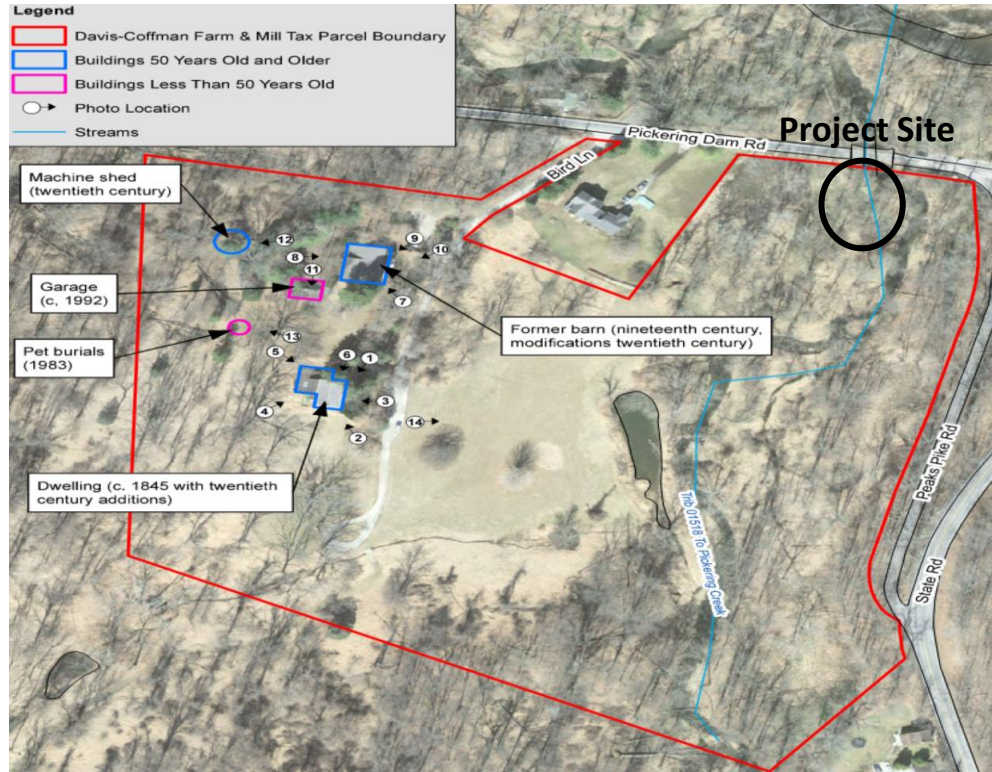 Legend
Davis-Coffman Farm & Mill Tax Parcel Boundary
Buildings 50 Years Old and Older
Buildings Less Than 50 Years Old
Photo Location
Streams
Project Site
Pickering Dam Rd
Bird Ln
Machine shed
(twentieth century)
12
8
11
9
10
7
Garage
(c, 1992)
13
Former barn (nineteenth century,
modifications twentieth century)
Pet burials
(1983)
5
6
1
4
3
2
14
Dwelling (c. 1845 with twentieth
century additions)
Trib 01518 To Pickering Creek
Peaks Pike Rd
State Rd